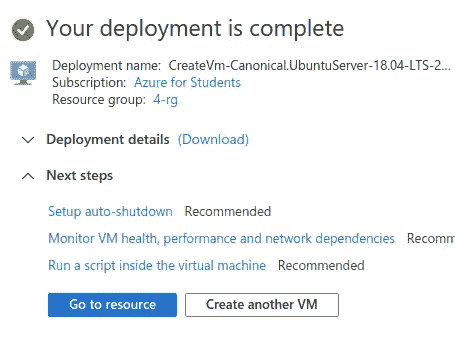 Your deployment is complete
Deployment name: CreateVm-Canonical.UbuntuServer-18.04-LTS-2...
Subscription: Azure for Students
Resource group: 4-rg
Deployment details (Download)
Next steps
Setup auto-shutdown Recommended
Monitor VM health, performance and network dependencies Recomm
Run a script inside the virtual machine Recommended
Go to resource Create another VM